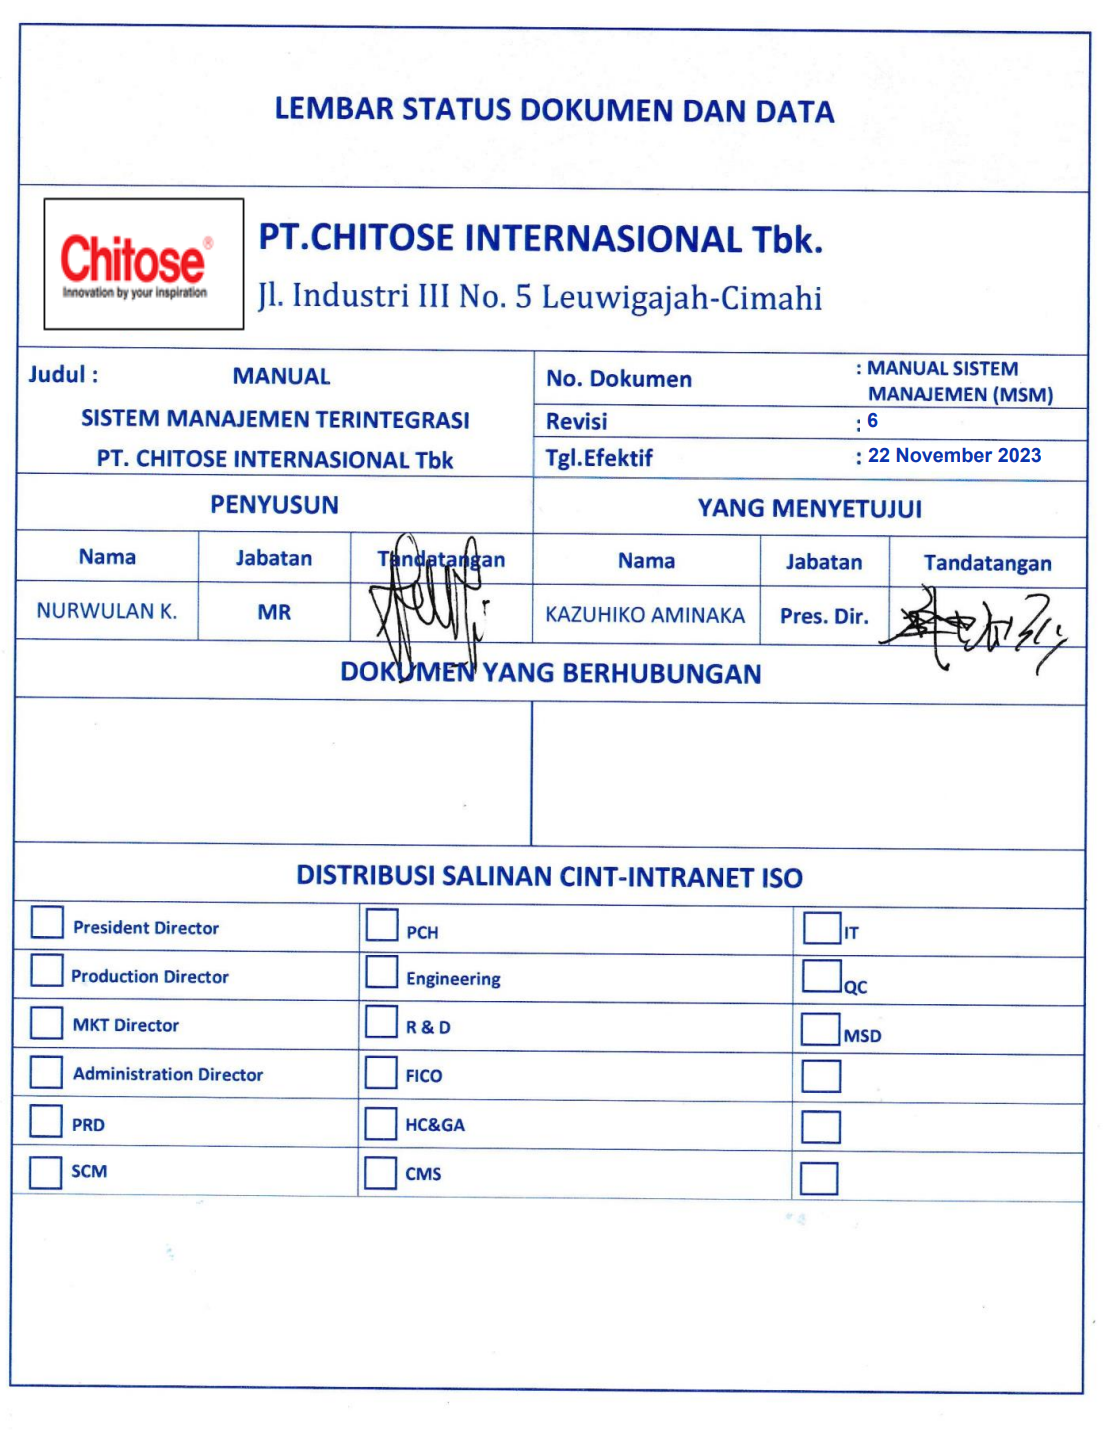 LEMBAR STATUS DOKUMEN DAN DATA
Chitose®
Innovation by your inspiration
PT.CHITOSE INTERNASIONAL Tbk.
Jl. Industri III No. 5 Leuwigajah-Cimahi
Judul : MANUAL
SISTEM MANAJEMEN TERINTEGRASI
PT. CHITOSE INTERNASIONAL Tbk
No. Dokumen : MANUAL SISTEM
MANAJEMEN (MSM)
Revisi : 6
Tgl.Efektif : 22 November 2023
PENYUSUN YANG MENYETUJUI
Nama Jabatan Tandatangan Nama Jabatan Tandatangan
NURWULAN K. MR KAZUHIKO AMINAKA Pres. Dir.
DOKUMEN YANG BERHUBUNGAN
DISTRIBUSI SALINAN CINT-INTRANET ISO
President Director PCH IT
Production Director Engineering QC
MKT Director R & D MSD
Administration Director FICO
PRD HC&GA
SCM CMS